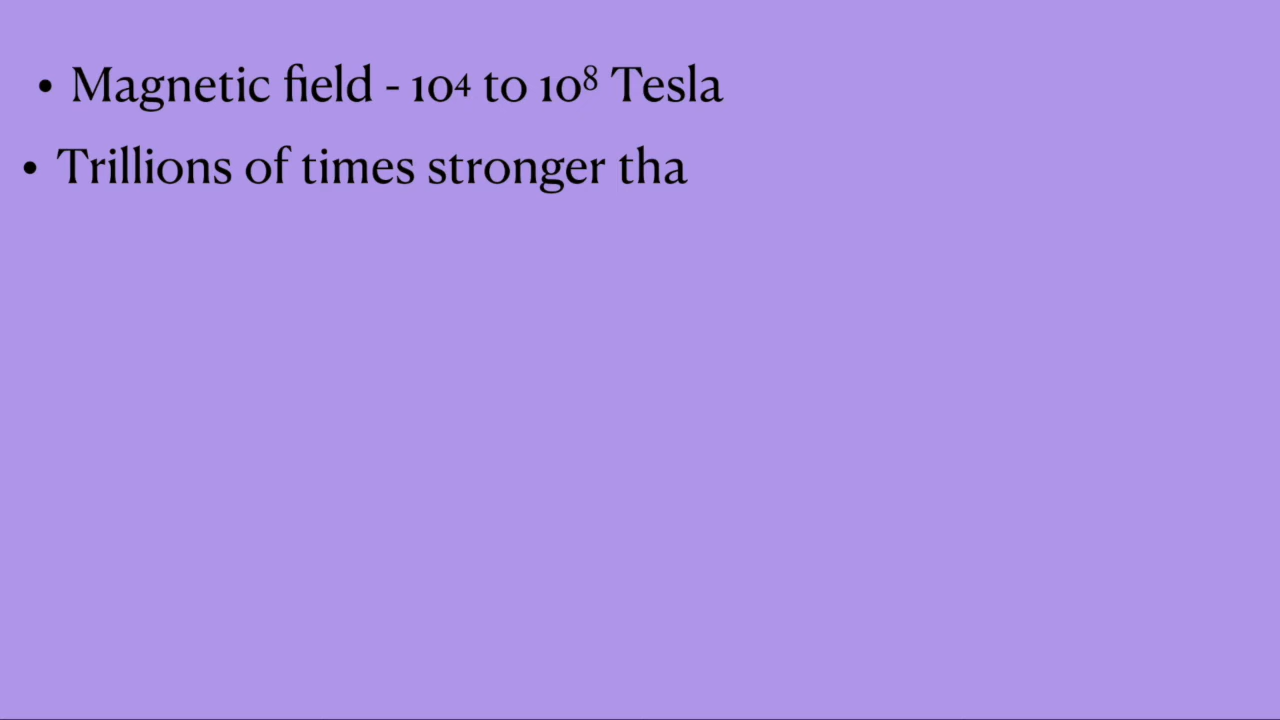 • Magnetic field - 10⁴ to 10⁸ Tesla
• Trillions of times stronger tha